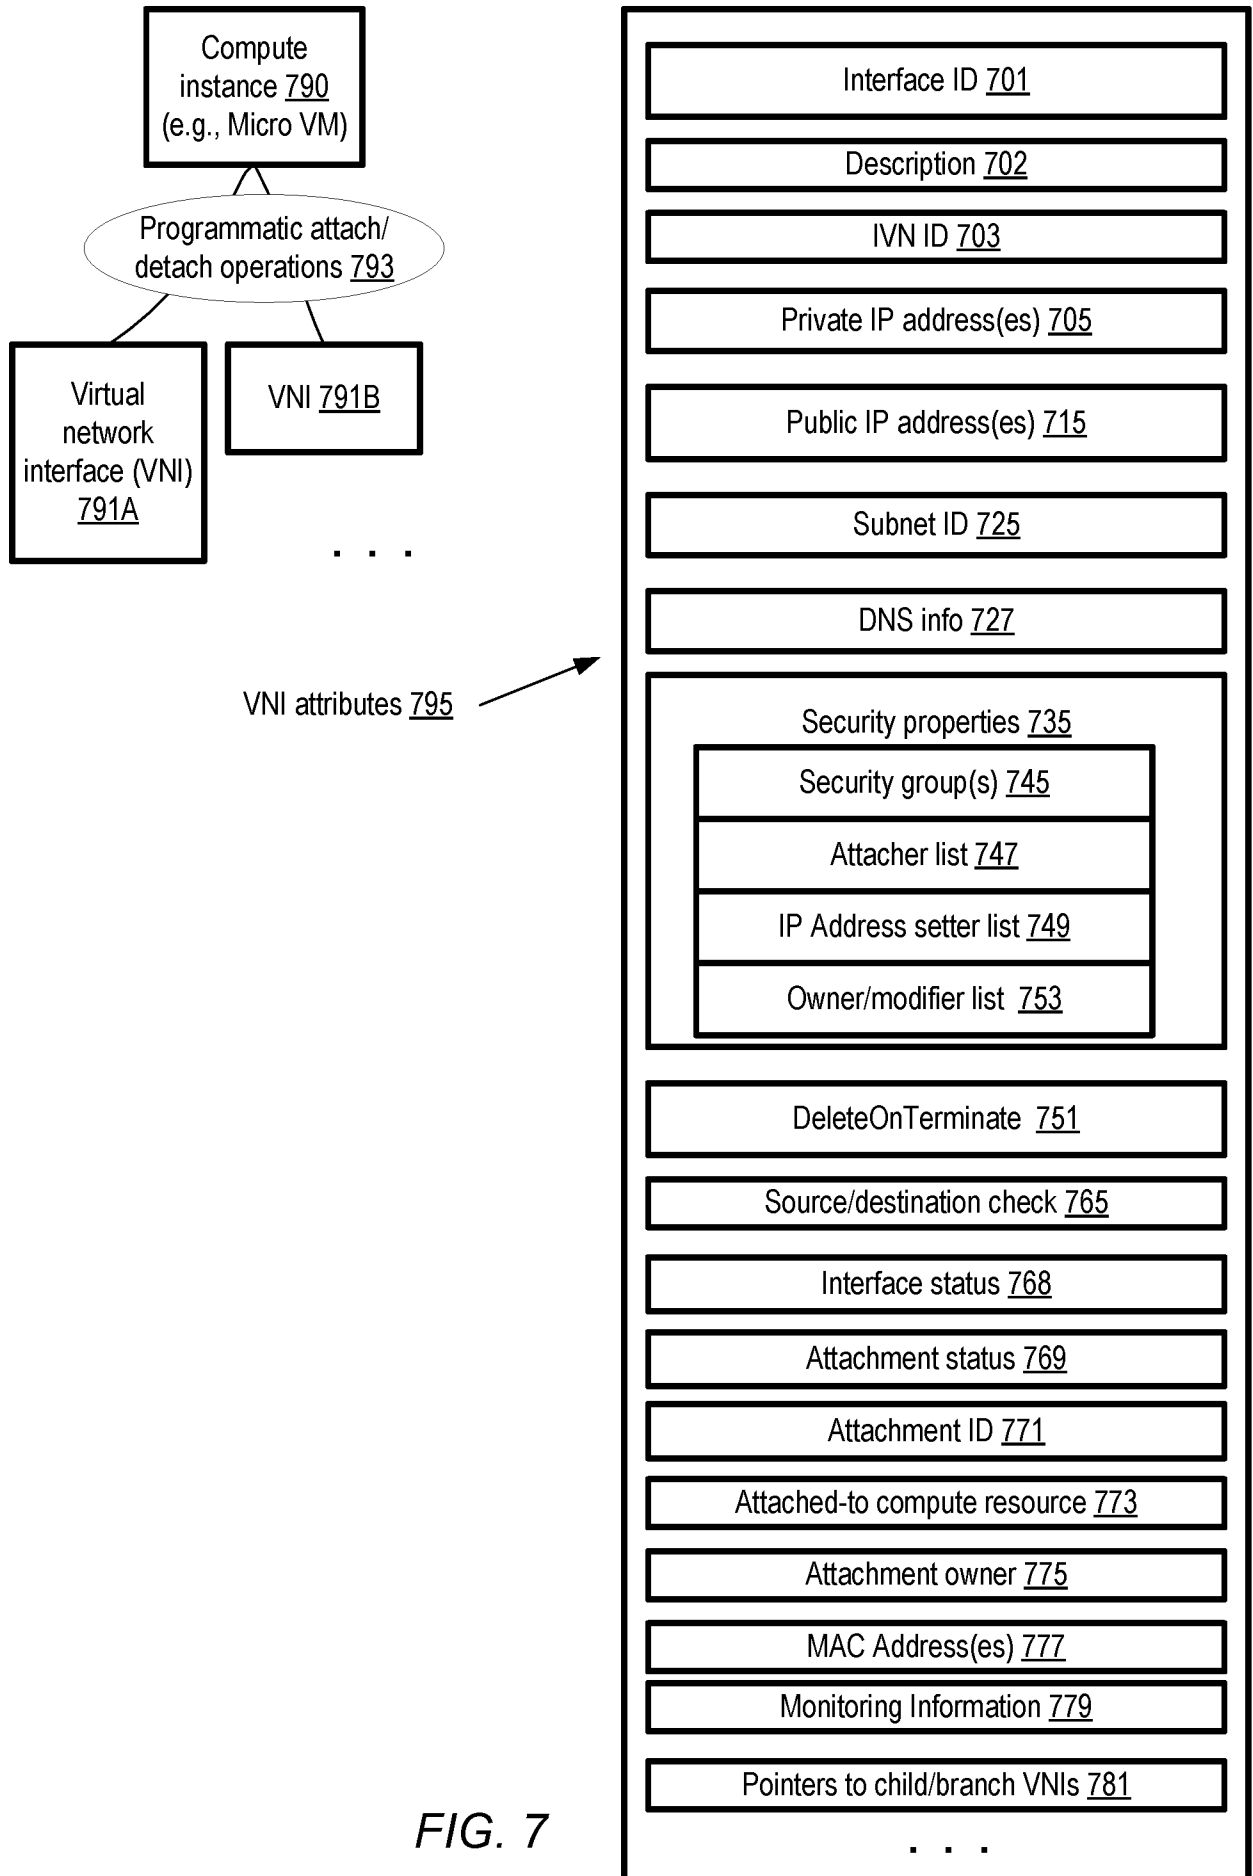 Compute
instance 790
(e.g., Micro VM)
Programmatic attach/
detach operations 793
Virtual
network
interface (VNI)
791A
VNI 791B
. . .
VNI attributes 795
Interface ID 701
Description 702
IVN ID 703
Private IP address(es) 705
Public IP address(es) 715
Subnet ID 725
DNS info 727
Security properties 735
Security group(s) 745
Attacher list 747
IP Address setter list 749
Owner/modifier list 753
DeleteOnTerminate 751
Source/destination check 765
Interface status 768
Attachment status 769
Attachment ID 771
Attached-to compute resource 773
Attachment owner 775
MAC Address(es) 777
Monitoring Information 779
Pointers to child/branch VNIs 781
. . .
FIG. 7